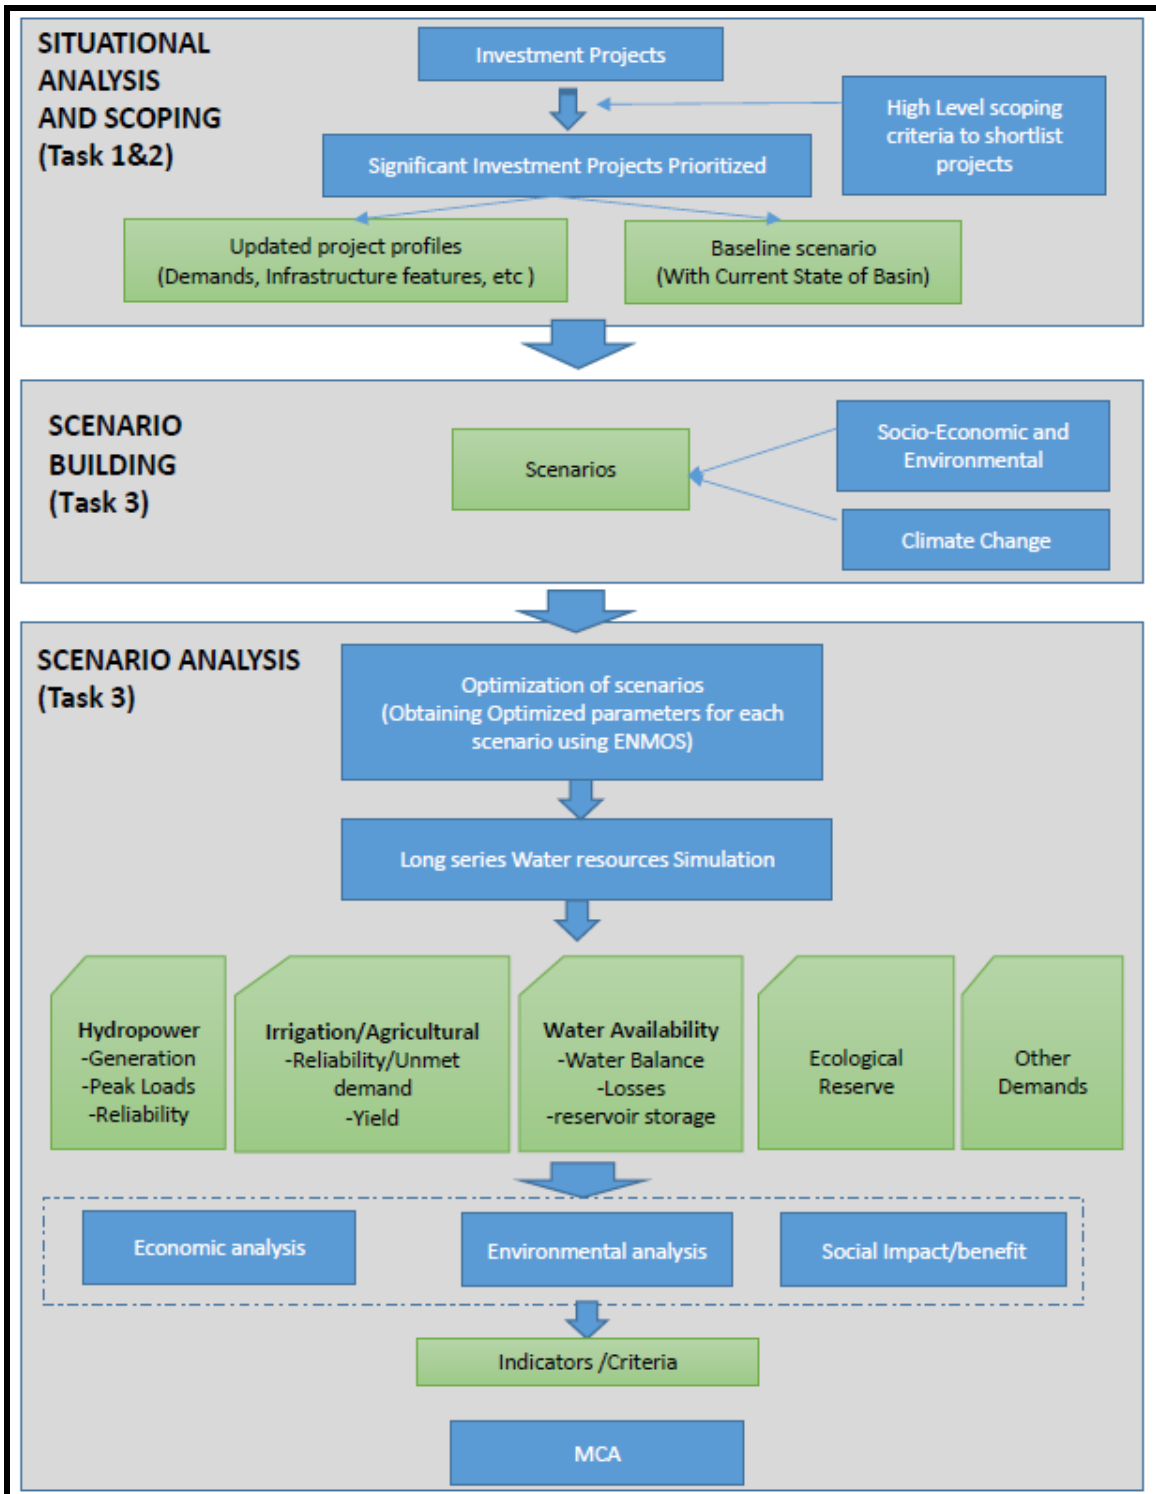 SITUATIONAL
ANALYSIS
AND SCOPING
(Task 1&2)
Investment Projects
High Level scoping
criteria to shortlist
projects
Significant Investment Projects Prioritized
Updated project profiles
(Demands, Infrastructure features, etc )
Baseline scenario
(With Current State of Basin)
SCENARIO
BUILDING
(Task 3)
Scenarios
Socio-Economic and
Environmental
Climate Change
SCENARIO ANALYSIS
(Task 3)
Optimization of scenarios
(Obtaining Optimized parameters for each
scenario using ENMOS)
Long series Water resources Simulation
Hydropower
-Generation
-Peak Loads
-Reliability
Irrigation/Agricultural
-Reliability/Unmet
demand
-Yield
Water Availability
-Water Balance
-Losses
-reservoir storage
Ecological
Reserve
Other
Demands
Economic analysis
Environmental analysis
Social Impact/benefit
Indicators /Criteria
MCA